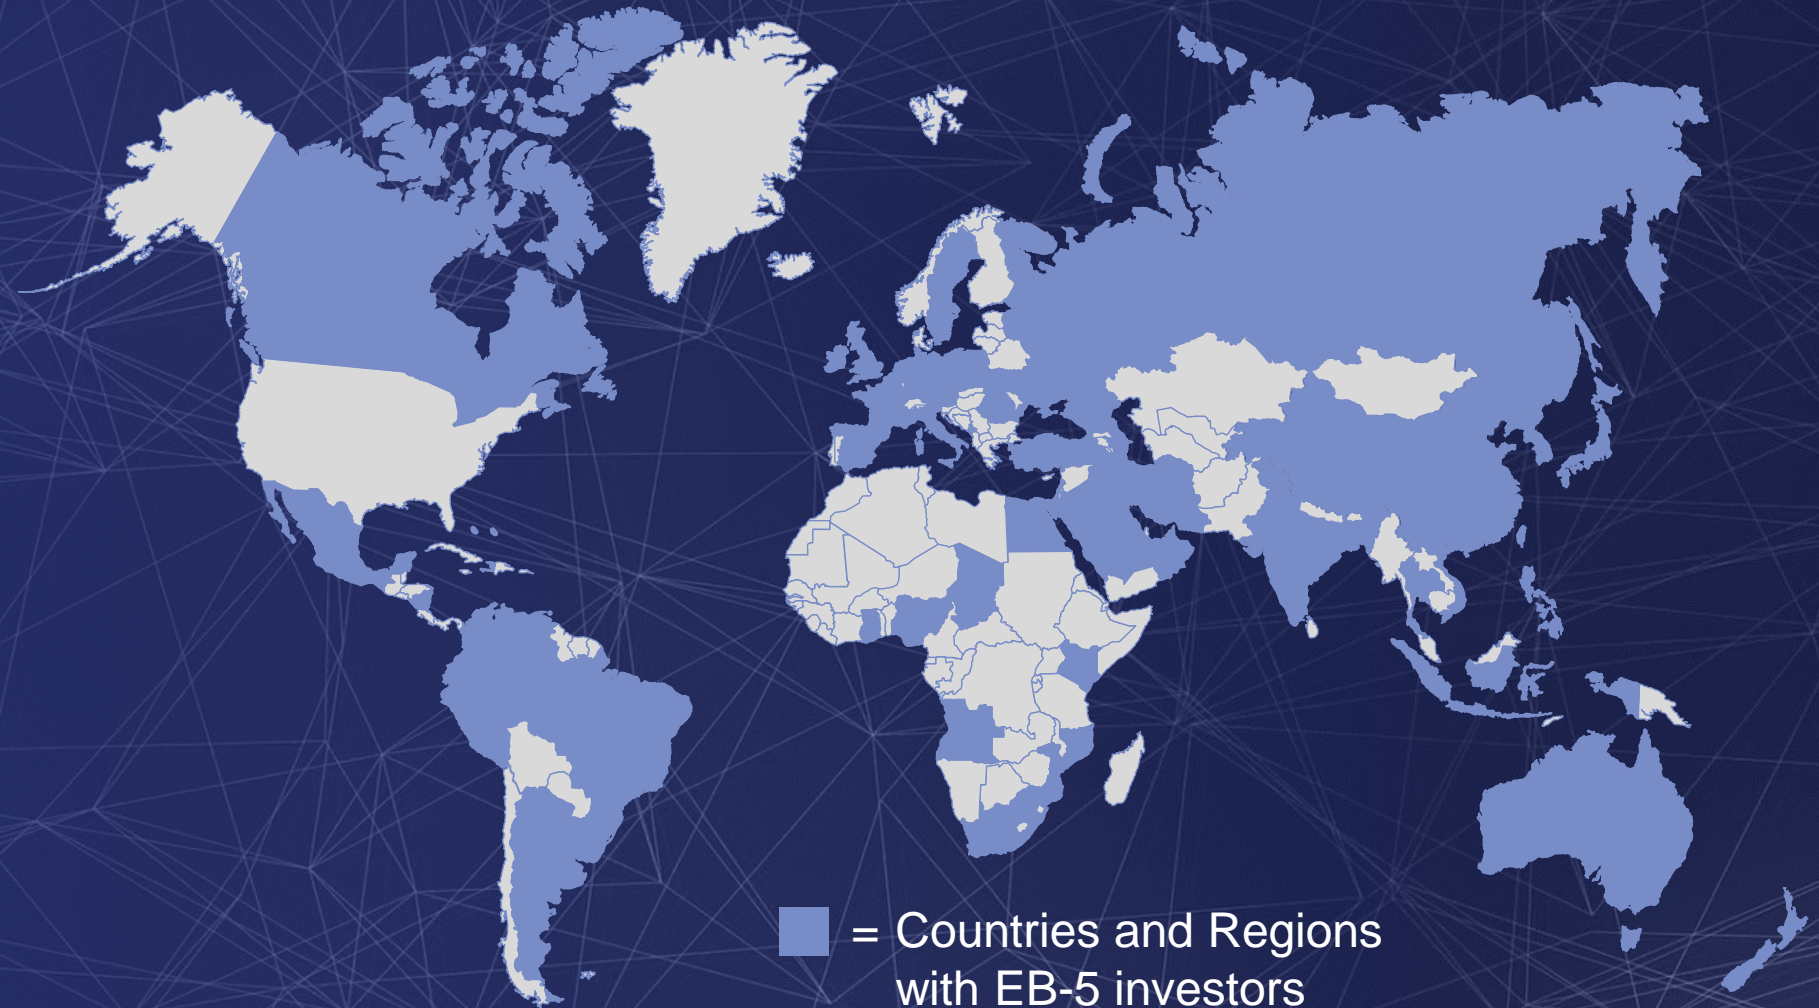 = Countries and Regions
with EB-5 investors